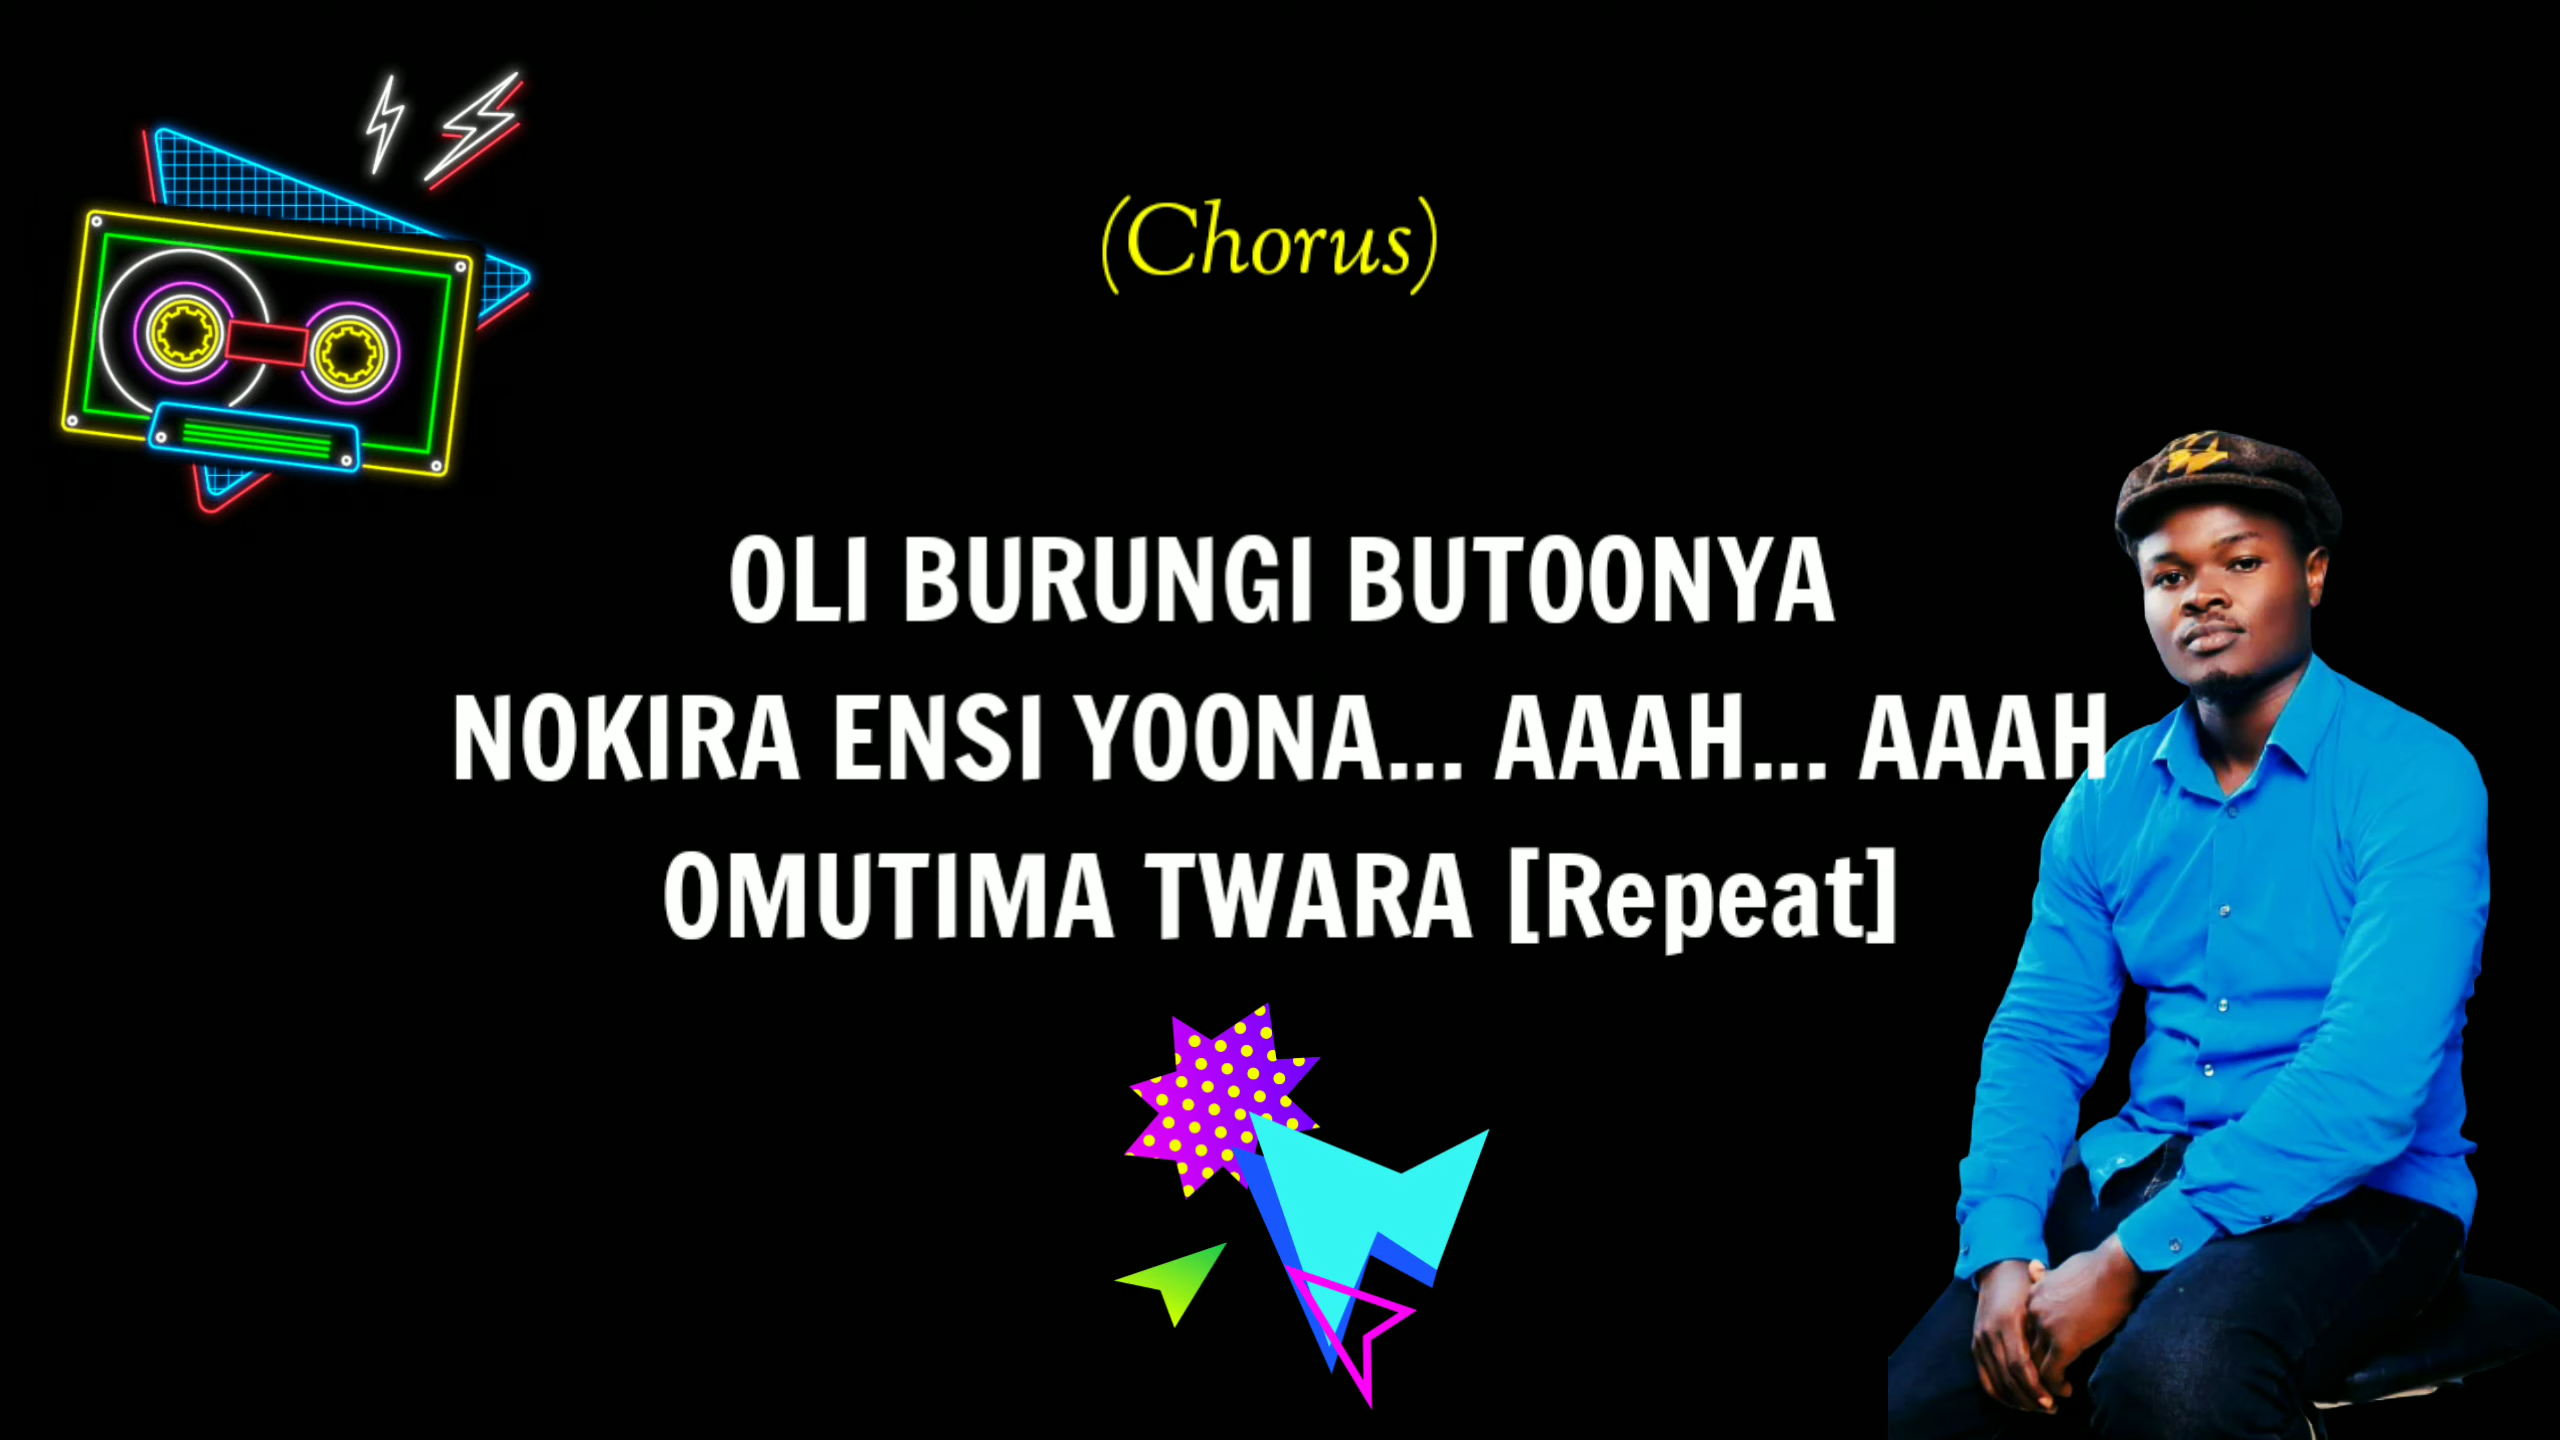 (Chorus)
OLI BURUNGI BUTOONYA
NOKIRA ENSI YOONA... AAAH... AAAH
OMUTIMA TWARA [Repeat]